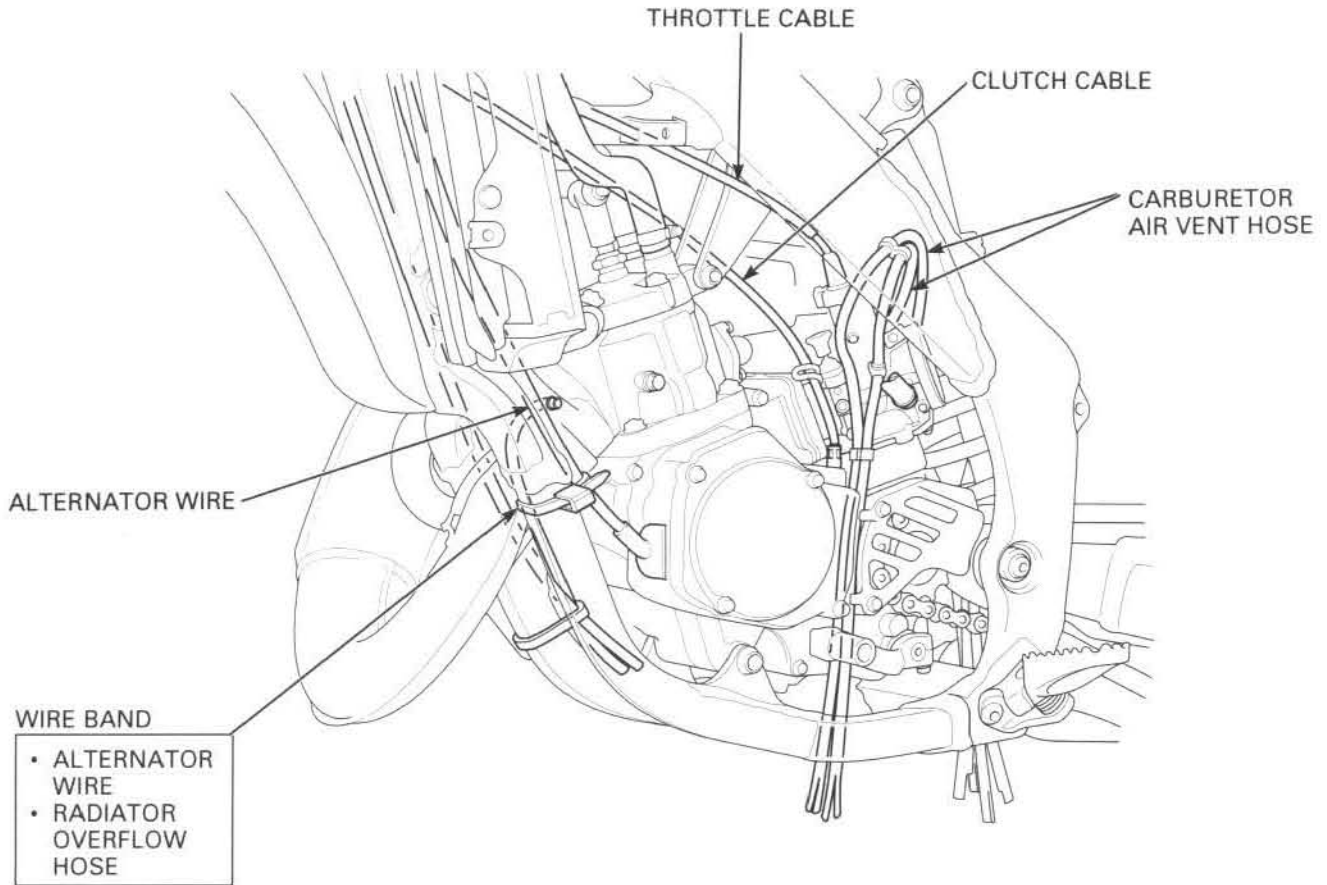 THROTTLE CABLE
CLUTCH CABLE
CARBURETOR
AIR VENT HOSE
ALTERNATOR WIRE
WIRE BAND
• ALTERNATOR
WIRE
• RADIATOR
OVERFLOW
HOSE